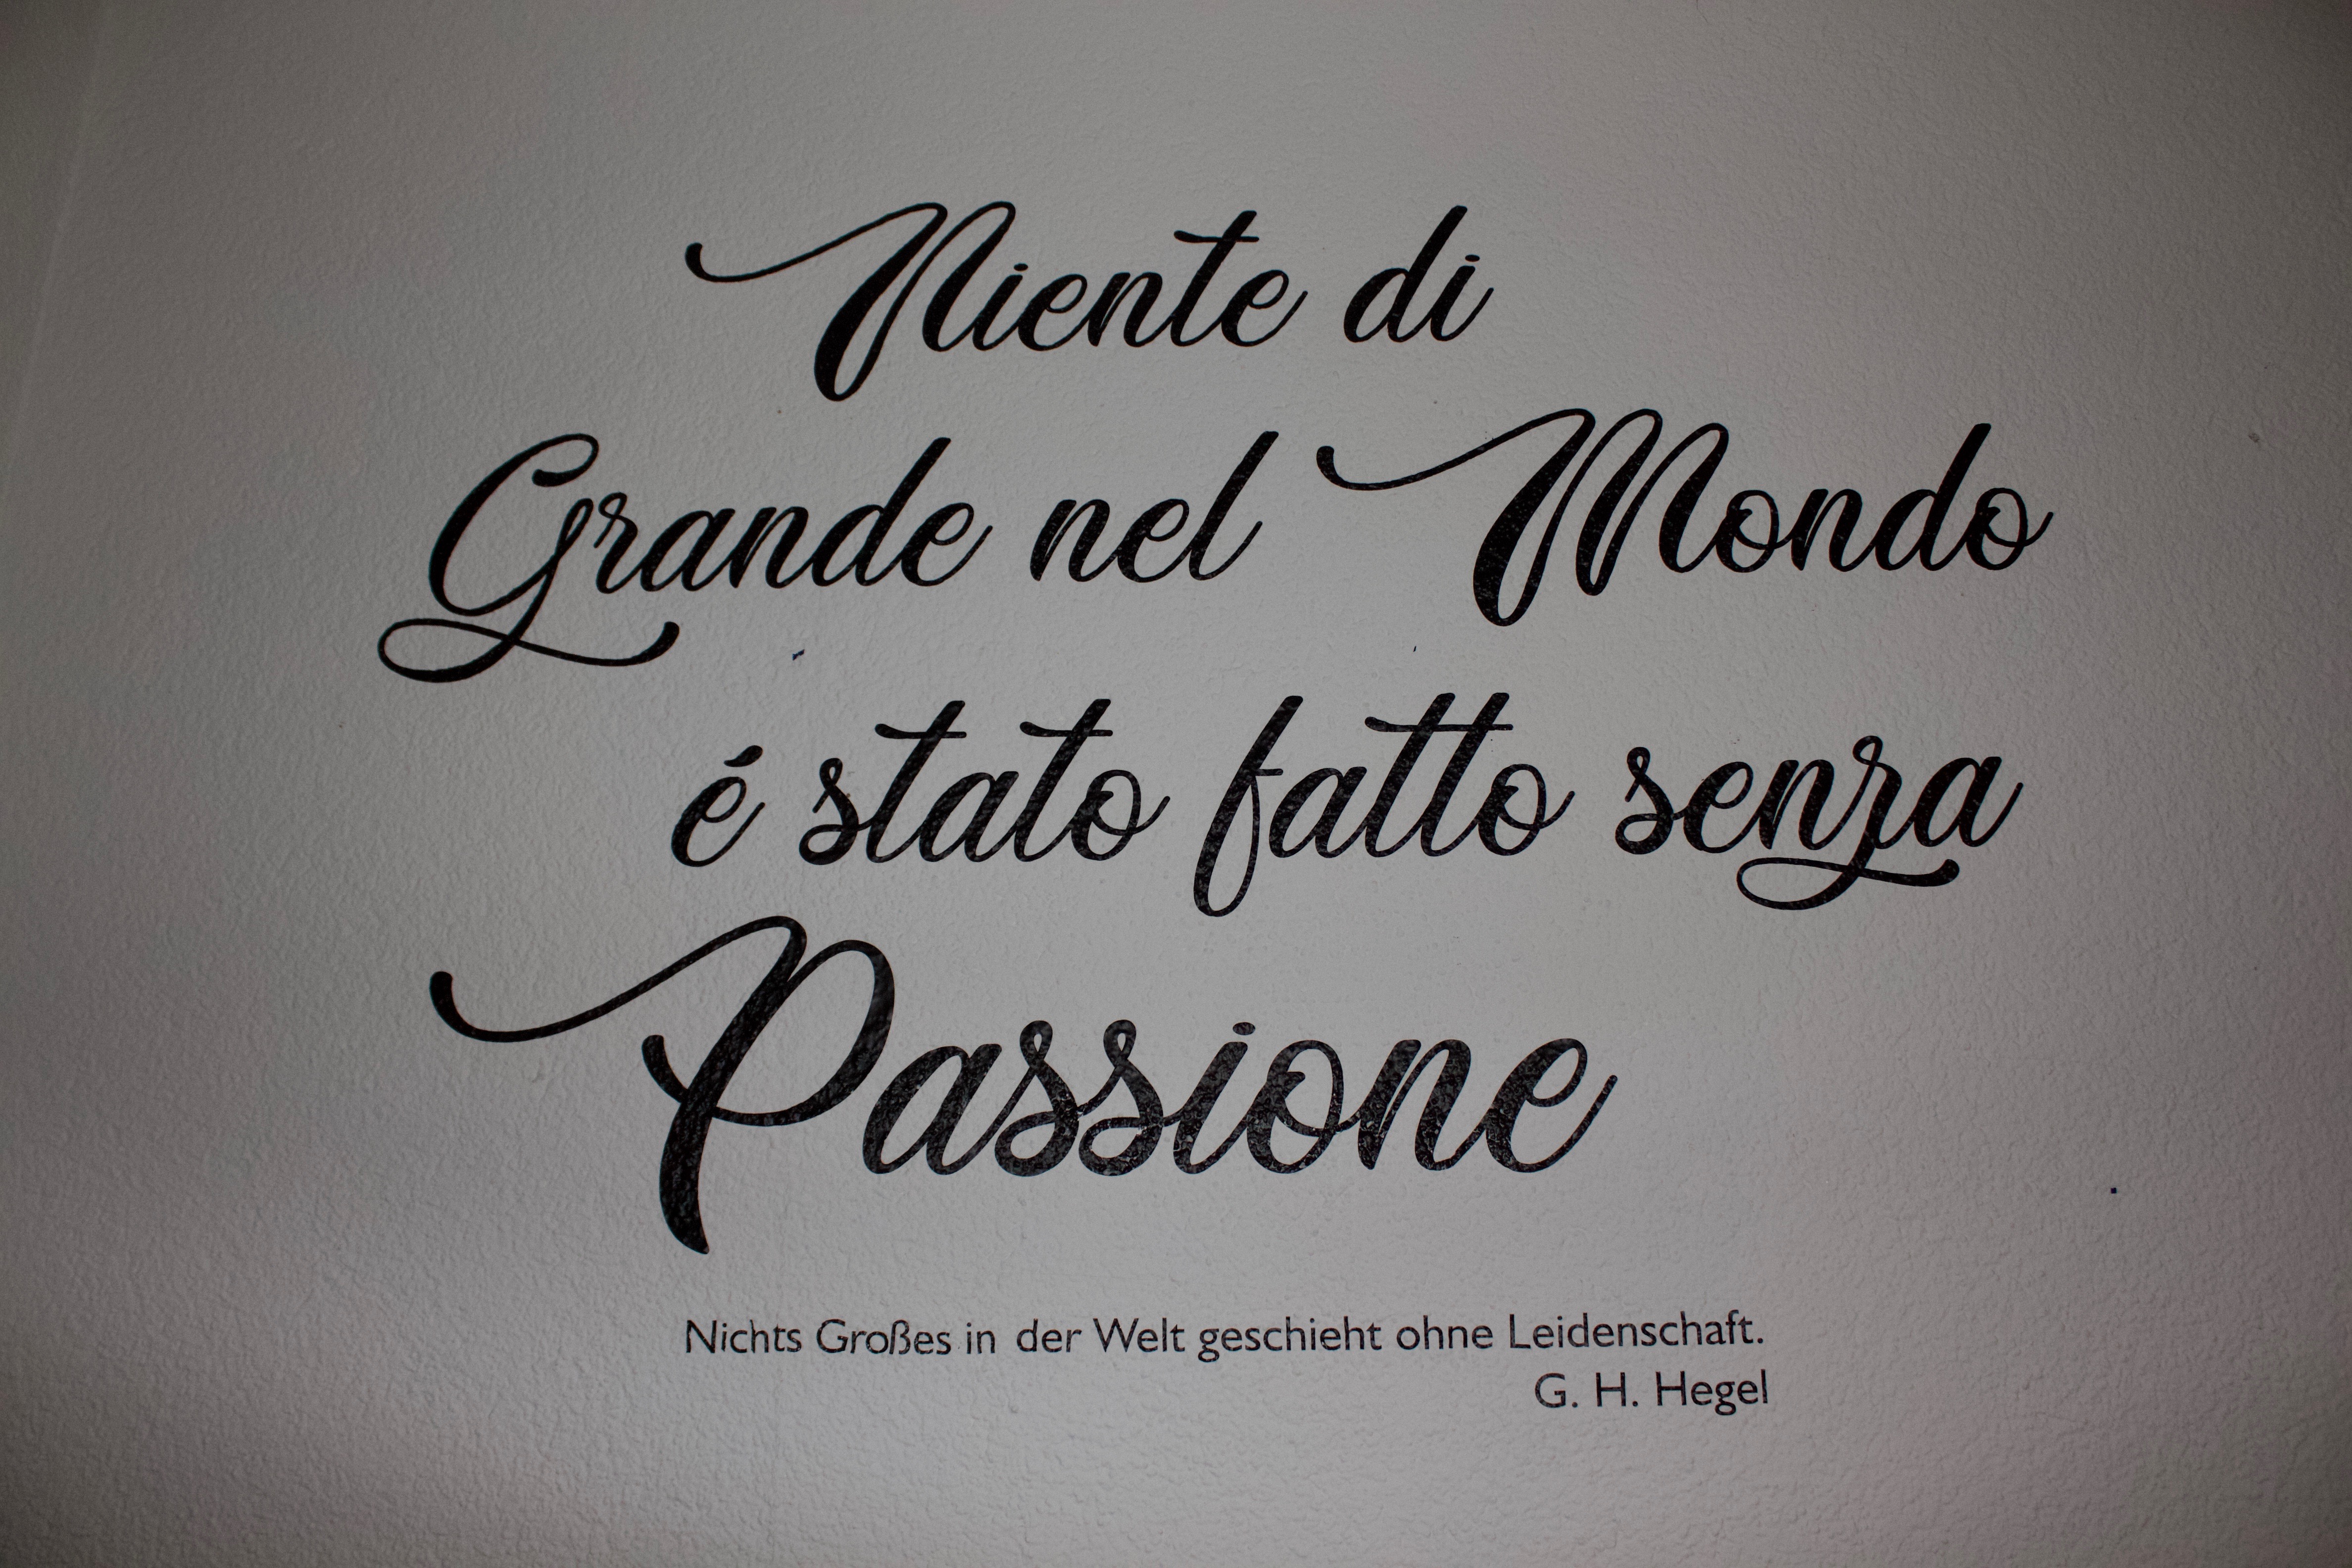 Niente di
Grande nel Mondo
é stato fatto senza
Passione
Nichts Großes in der Welt geschieht ohne Leidenschaft.
G. H. Hegel